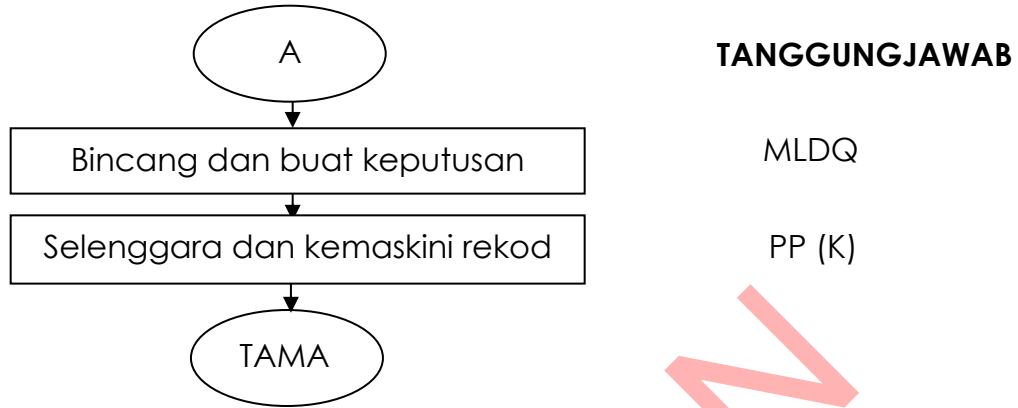 A
TANGGUNGJAWAB
Bincang dan buat keputusan
MLDQ
Selenggara dan kemaskini rekod
PP (K)
TAMA